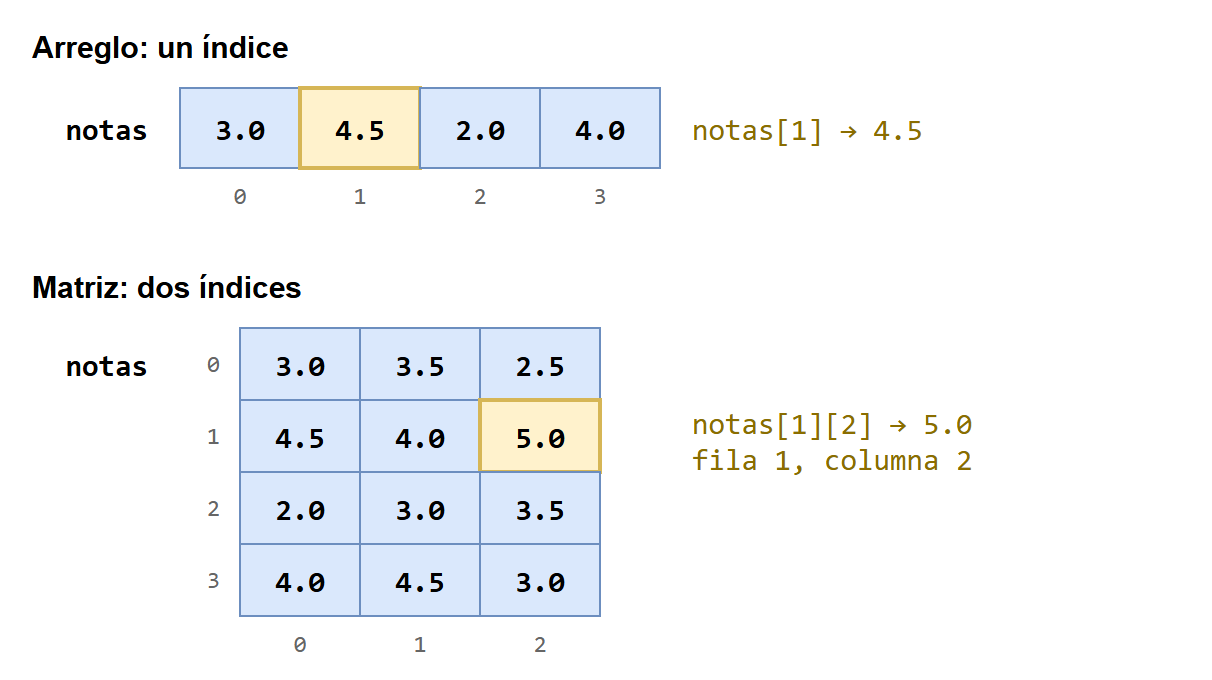 Arreglo: un índice
notas 3.0 4.5 2.0 4.0 notas[1] → 4.5
0 1 2 3
Matriz: dos índices
notas 0 3.0 3.5 2.5
1 4.5 4.0 5.0
notas[1][2] → 5.0
fila 1, columna 2
2 2.0 3.0 3.5
3 4.0 4.5 3.0
0 1 2